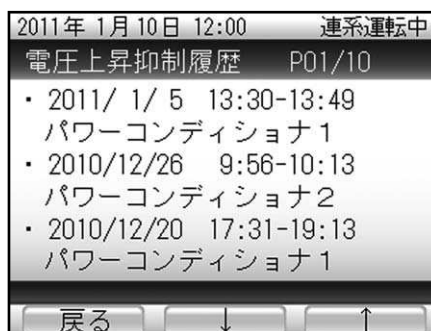 2011年 1月10日 12:00 連系運転中
電圧上昇抑制履歴 P01/10
・2011/ 1/ 5 13:30-13:49
パワーコンディショナ1
・2010/12/26 9:56-10:13
パワーコンディショナ2
・2010/12/20 17:31-19:13
パワーコンディショナ1
戻る ↓ ↑